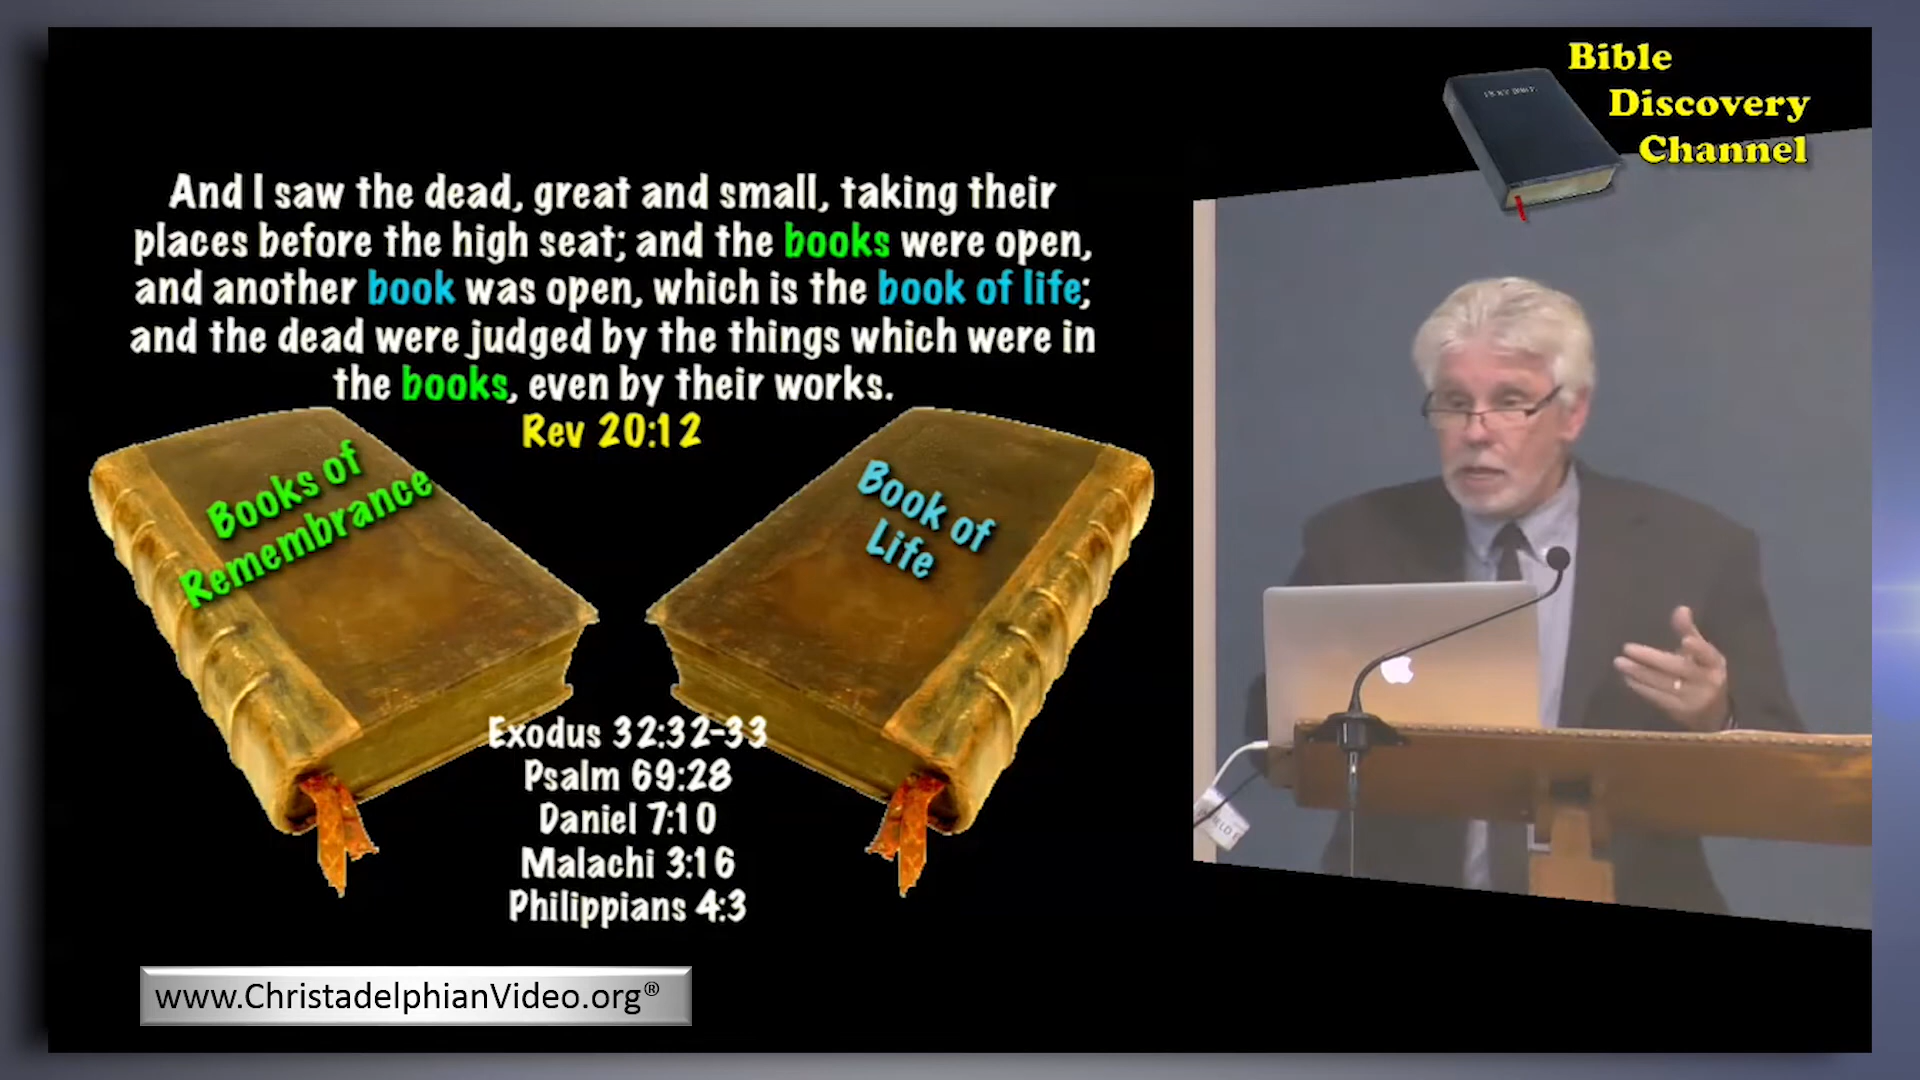 Bible
Discovery
Channel
HOLY BIBLE
And I saw the dead, great and small, taking their
places before the high seat; and the books were open,
and another book was open, which is the book of life;
and the dead were judged by the things which were in
the books, even by their works.
Rev 20:12
Books of
Remembrance
Book of
Life
Exodus 32:32-33
Psalm 69:28
Daniel 7:10
Malachi 3:16
Philippians 4:3
www.ChristadelphianVideo.org®